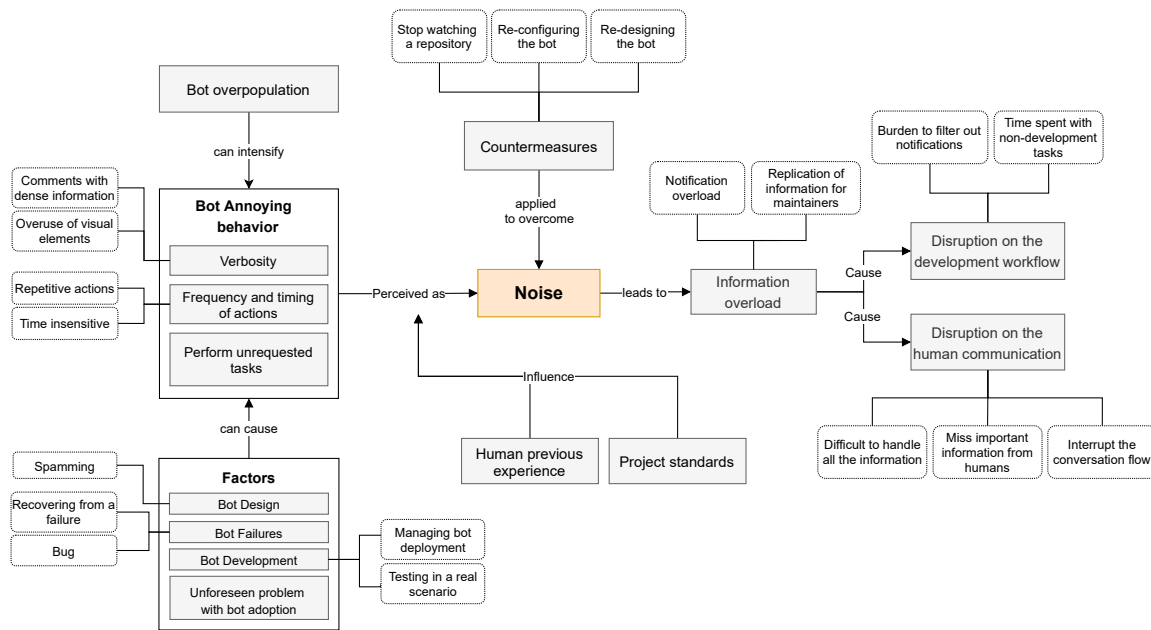 Stop watching
a repository
Re-configuring
the bot
Re-designing
the bot
Bot overpopulation
can intensify
Countermeasures
applied
to overcome
Burden to filter out
notifications
Time spent with
non-development
tasks
Notification
overload
Replication of
information for
maintainers
Comments with
dense information
Overuse of visual
elements
Repetitive actions
Time insensitive
Bot Annoying
behavior
Verbosity
Frequency and timing
of actions
Perform unrequested
tasks
Perceived as
Noise
leads to
Information
overload
Cause
Cause
Disruption on the
development workflow
Disruption on the
human communication
Influence
Human previous
experience
Project standards
Difficult to handle
all the information
Miss important
information from
humans
Interrupt the
conversation flow
can cause
Spamming
Recovering from a
failure
Bug
Factors
Bot Design
Bot Failures
Bot Development
Unforeseen problem
with bot adoption
Managing bot
deployment
Testing in a real
scenario